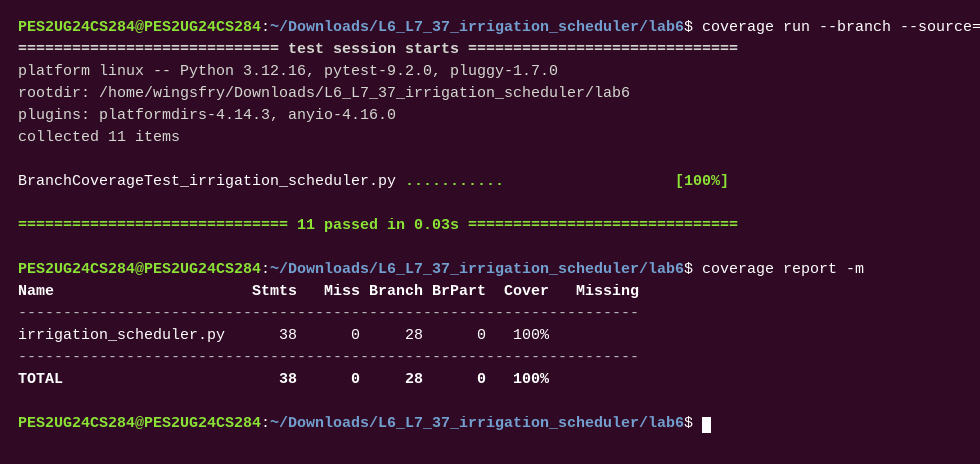 PES2UG24CS284@PES2UG24CS284:~/Downloads/L6_L7_37_irrigation_scheduler/lab6$ coverage run --branch --source=
============================= test session starts ==============================
platform linux -- Python 3.12.16, pytest-9.2.0, pluggy-1.7.0
rootdir: /home/wingsfry/Downloads/L6_L7_37_irrigation_scheduler/lab6
plugins: platformdirs-4.14.3, anyio-4.16.0
collected 11 items
BranchCoverageTest_irrigation_scheduler.py ...........                   [100%]
============================== 11 passed in 0.03s ==============================
PES2UG24CS284@PES2UG24CS284:~/Downloads/L6_L7_37_irrigation_scheduler/lab6$ coverage report -m
Name                      Stmts   Miss Branch BrPart  Cover   Missing
---------------------------------------------------------------------
irrigation_scheduler.py      38      0     28      0   100%
---------------------------------------------------------------------
TOTAL                        38      0     28      0   100%
PES2UG24CS284@PES2UG24CS284:~/Downloads/L6_L7_37_irrigation_scheduler/lab6$